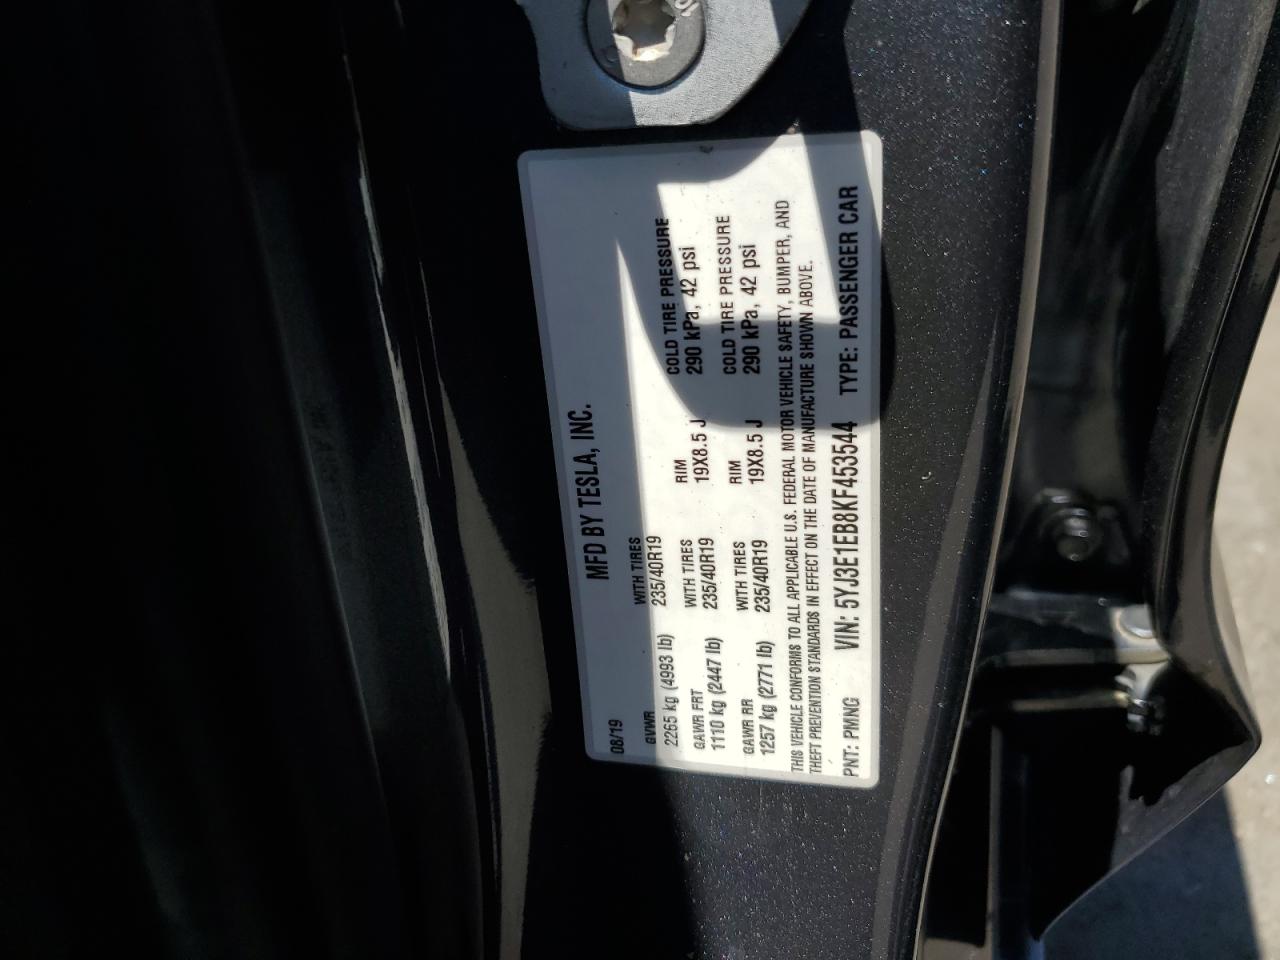 MFD BY TESLA, INC.
08/19
GVWR WITH TIRES
2265 kg (4993 lb) 235/40R19
GAWR FRT WITH TIRES RIM COLD TIRE PRESSURE
1110 kg (2447 lb) 235/40R19 19X8.5 J 290 kPa, 42 psi
GAWR RR WITH TIRES RIM COLD TIRE PRESSURE
1257 kg (2771 lb) 235/40R19 19X8.5 J 290 kPa, 42 psi
THIS VEHICLE CONFORMS TO ALL APPLICABLE U.S. FEDERAL MOTOR VEHICLE SAFETY, BUMPER, AND
THEFT PREVENTION STANDARDS IN EFFECT ON THE DATE OF MANUFACTURE SHOWN ABOVE.
PNT: PMNG VIN: 5YJ3E1EB8KF453544 TYPE: PASSENGER CAR